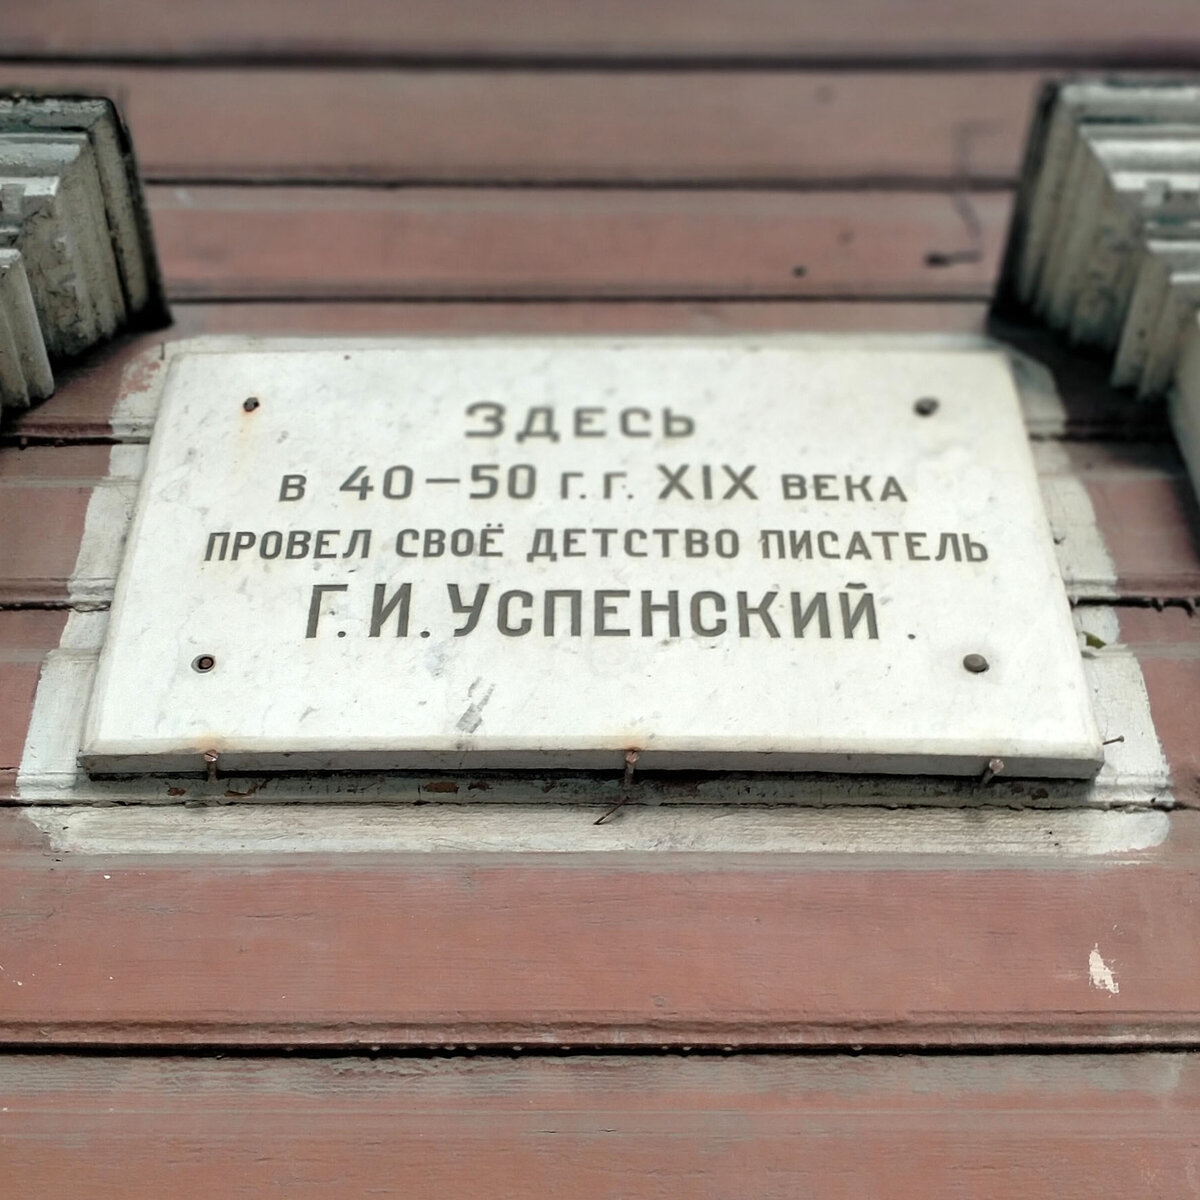 ЗДЕСЬ
В 40–50 Г.Г. XIX ВЕКА
ПРОВЕЛ СВОЁ ДЕТСТВО ПИСАТЕЛЬ
Г.И. УСПЕНСКИЙ.